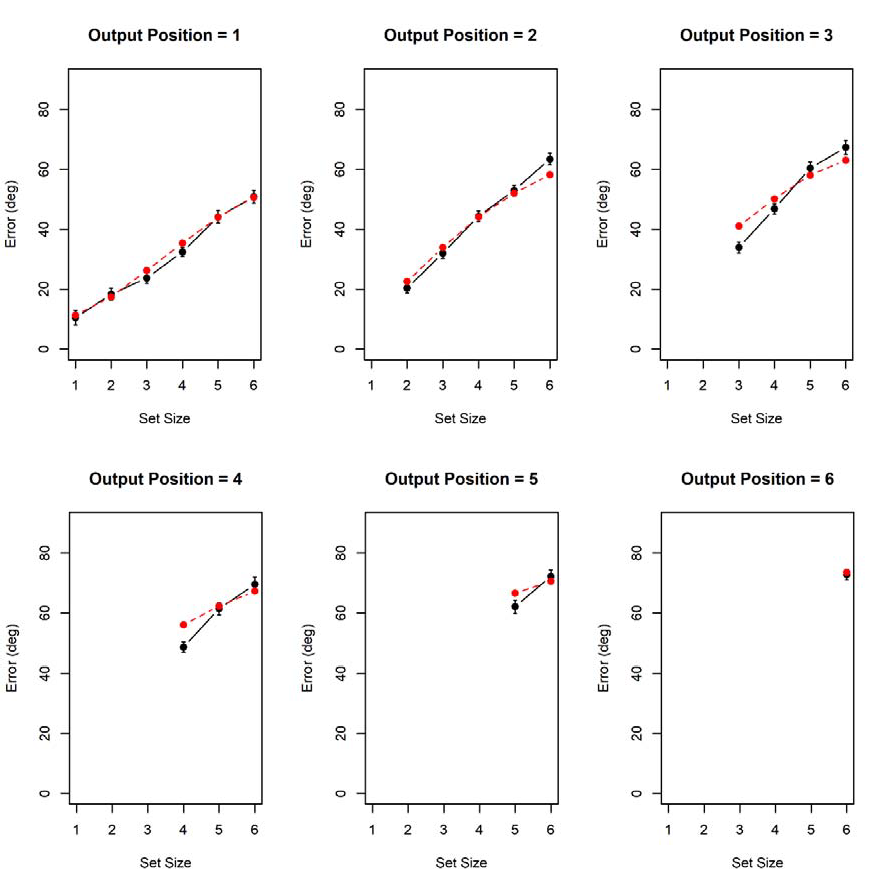 Output Position = 1
Output Position = 2
Output Position = 3
Error (deg)
0 20 40 60 80
1 2 3 4 5 6
Set Size
Error (deg)
0 20 40 60 80
1 2 3 4 5 6
Set Size
Error (deg)
0 20 40 60 80
1 2 3 4 5 6
Set Size
Output Position = 4
Output Position = 5
Output Position = 6
Error (deg)
0 20 40 60 80
1 2 3 4 5 6
Set Size
Error (deg)
0 20 40 60 80
1 2 3 4 5 6
Set Size
Error (deg)
0 20 40 60 80
1 2 3 4 5 6
Set Size